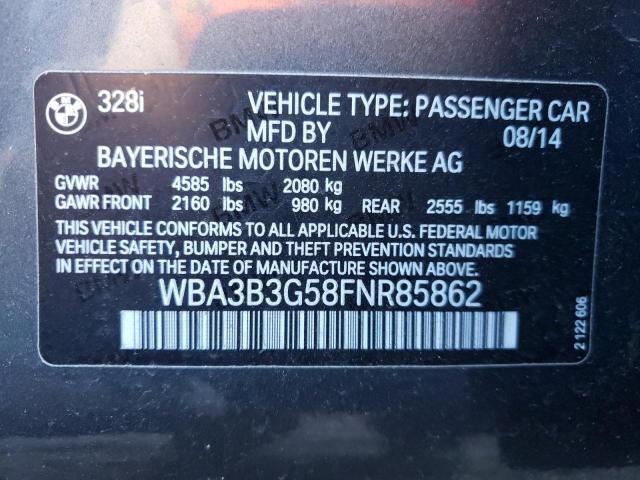 328i VEHICLE TYPE: PASSENGER CAR
MFD BY 08/14
BAYERISCHE MOTOREN WERKE AG
GVWR 4585 lbs 2080 kg
GAWR FRONT 2160 lbs 980 kg REAR 2555 lbs 1159 kg
THIS VEHICLE CONFORMS TO ALL APPLICABLE U.S. FEDERAL MOTOR
VEHICLE SAFETY, BUMPER AND THEFT PREVENTION STANDARDS
IN EFFECT ON THE DATE OF MANUFACTURE SHOWN ABOVE.
WBA3B3G58FNR85862
2 122 606